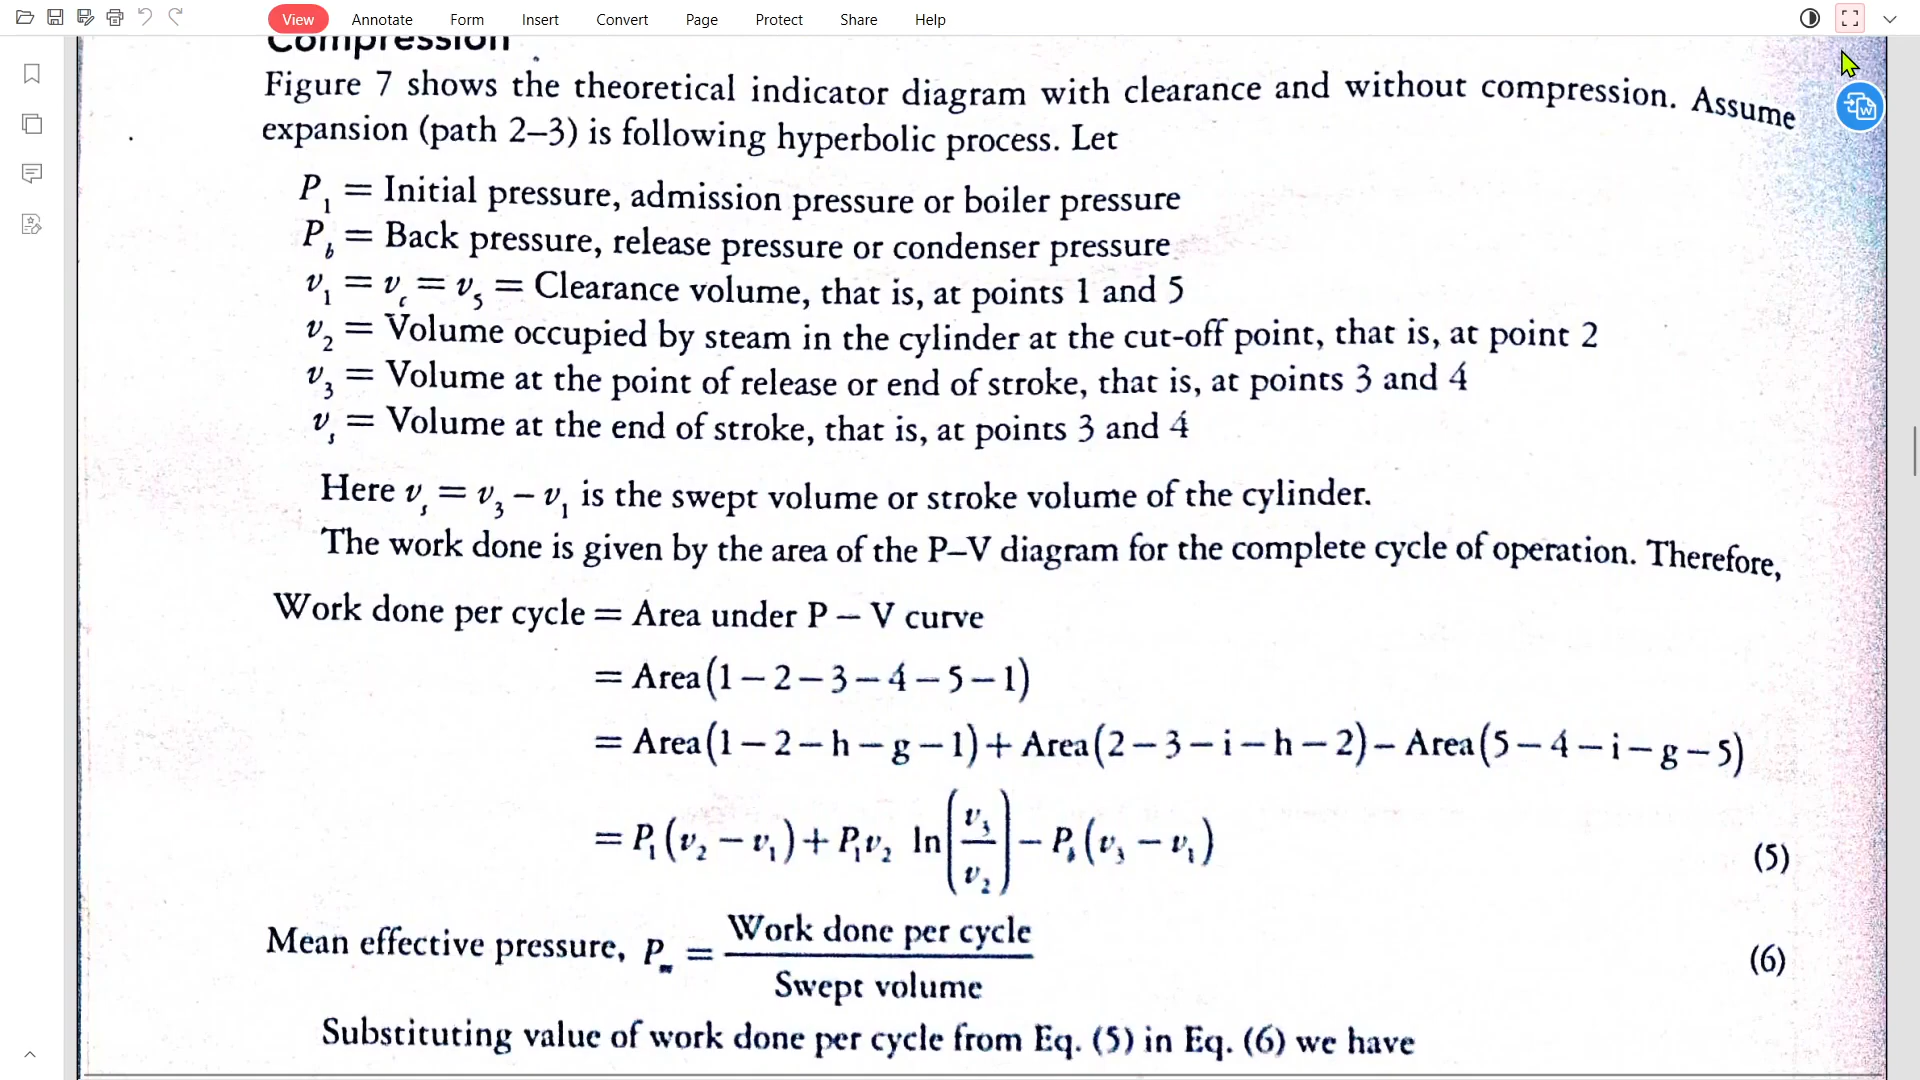 View Annotate Form Insert Convert Page Protect Share Help
Compression
Figure 7 shows the theoretical indicator diagram with clearance and without compression. Assume
expansion (path 2–3) is following hyperbolic process. Let
P₁ = Initial pressure, admission pressure or boiler pressure
P_b = Back pressure, release pressure or condenser pressure
v₁ = v_c = v₅ = Clearance volume, that is, at points 1 and 5
v₂ = Volume occupied by steam in the cylinder at the cut-off point, that is, at point 2
v₃ = Volume at the point of release or end of stroke, that is, at points 3 and 4
v_s = Volume at the end of stroke, that is, at points 3 and 4
Here v_s = v₃ − v₁ is the swept volume or stroke volume of the cylinder.
The work done is given by the area of the P–V diagram for the complete cycle of operation. Therefore,
Work done per cycle = Area under P – V curve
= Area(1 – 2 – 3 – 4 – 5 – 1)
= Area(1 – 2 – h – g – 1) + Area(2 – 3 – i – h – 2) – Area(5 – 4 – i – g – 5)
= P₁(v₂ − v₁) + P₁v₂ ln(v₃/v₂) − P_b(v₃ − v₁) (5)
Mean effective pressure, P_m = Work done per cycle / Swept volume (6)
Substituting value of work done per cycle from Eq. (5) in Eq. (6) we have